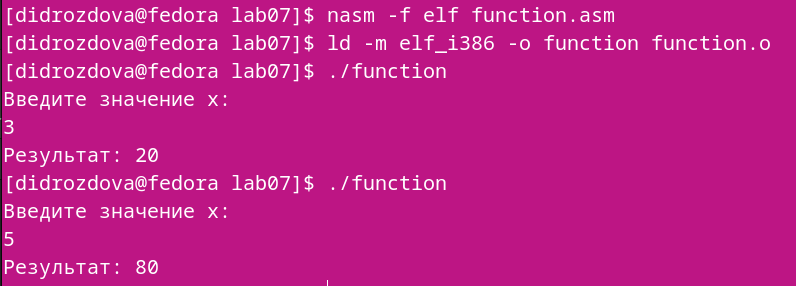 [didrozdova@fedora lab07]$ nasm -f elf function.asm
[didrozdova@fedora lab07]$ ld -m elf_i386 -o function function.o
[didrozdova@fedora lab07]$ ./function
Введите значение x:
3
Результат: 20
[didrozdova@fedora lab07]$ ./function
Введите значение x:
5
Результат: 80